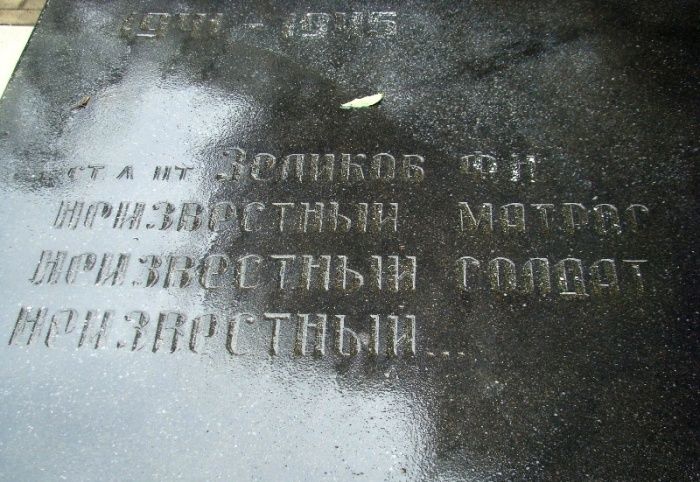 1941 - 1945
ст. л-нт Зеликов Ф.И.
Неизвестный матрос
Неизвестный солдат
Неизвестный...